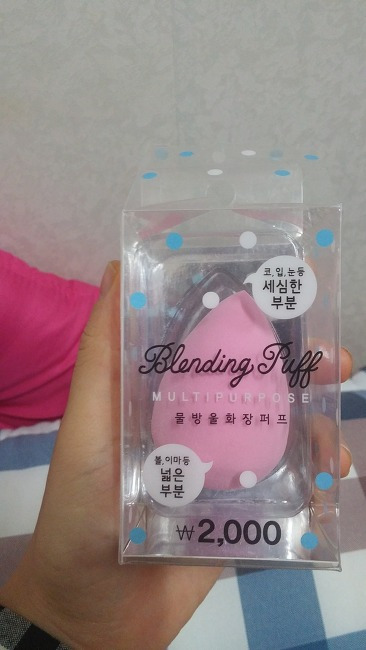 코,입,눈등
세심한
부분
Blending Puff
MULTIPURPOSE
물방울화장퍼프
볼,이마등
넓은
부분
₩2,000